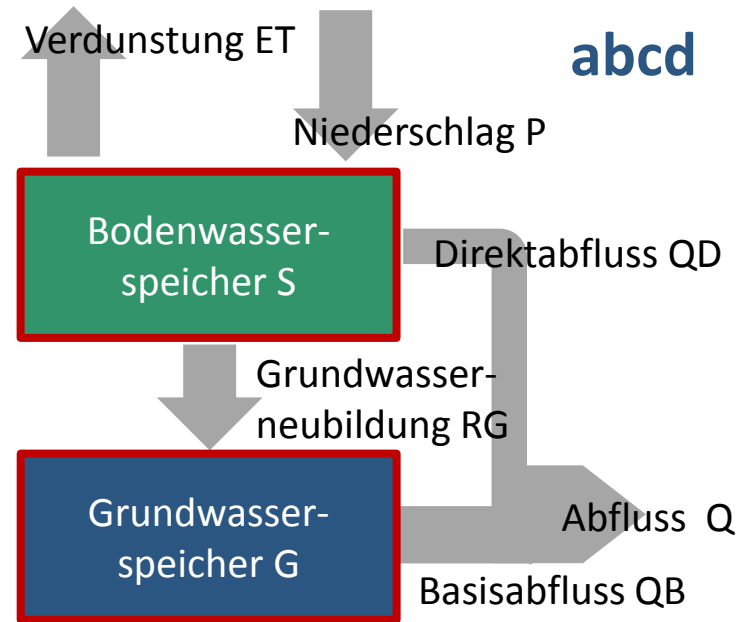 Verdunstung ET
abcd
Niederschlag P
Bodenwasser-
speicher S
Direktabfluss QD
Grundwasser-
neubildung RG
Grundwasser-
speicher G
Abfluss Q
Basisabfluss QB